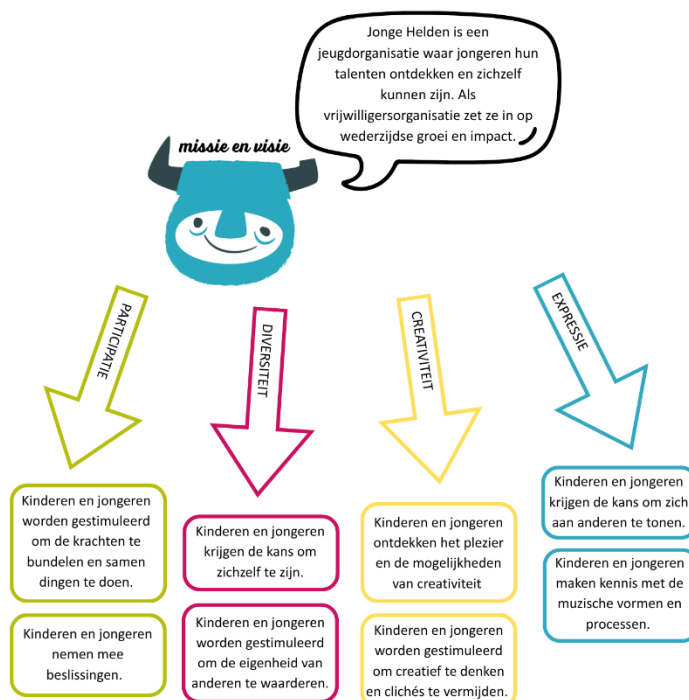 Jonge Helden is een
jeugdorganisatie waar jongeren hun
talenten ontdekken en zichzelf
kunnen zijn. Als
vrijwilligersorganisatie zet ze in op
wederzijdse groei en impact.
missie en visie
PARTICIPATIE
DIVERSITEIT
CREATIVITEIT
EXPRESSIE
Kinderen en jongeren
worden gestimuleerd
om de krachten te
bundelen en samen
dingen te doen.
Kinderen en jongeren
nemen mee
beslissingen.
Kinderen en jongeren
krijgen de kans om
zichzelf te zijn.
Kinderen en jongeren
worden gestimuleerd
om de eigenheid van
anderen te waarderen.
Kinderen en jongeren
ontdekken het plezier
en de mogelijkheden
van creativiteit
Kinderen en jongeren
worden gestimuleerd
om creatief te denken
en clichés te vermijden.
Kinderen en jongeren
krijgen de kans om zich
aan anderen te tonen.
Kinderen en jongeren
maken kennis met de
muzische vormen en
processen.